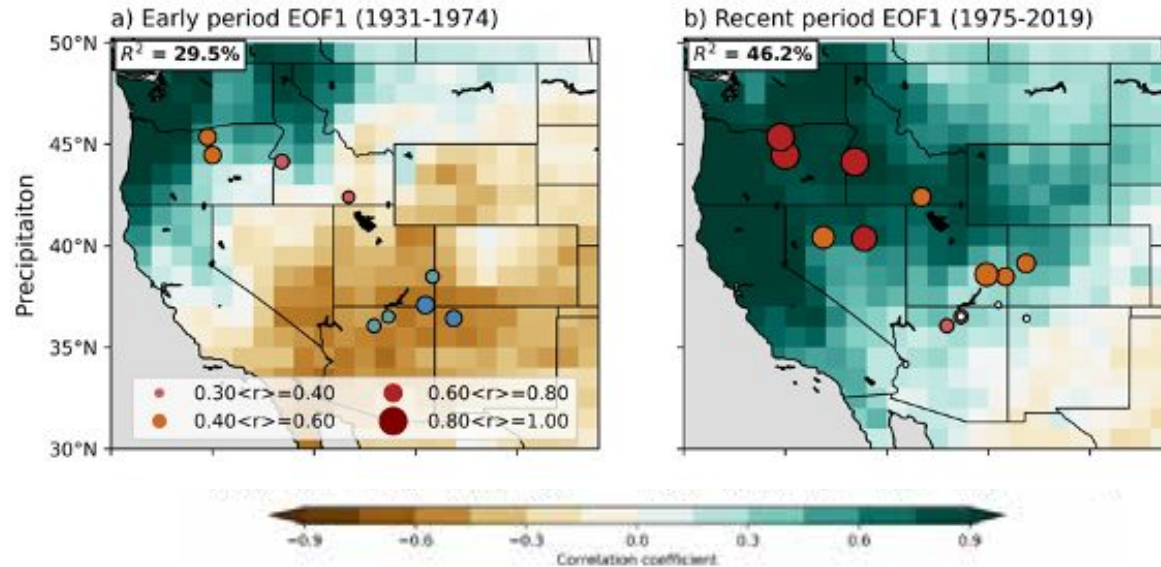 a) Early period EOF1 (1931-1974)
b) Recent period EOF1 (1975-2019)
R² = 29.5%
R² = 46.2%
50°N
45°N
40°N
35°N
30°N
Precipitaiton
0.30<r>=0.40
0.60<r>=0.80
0.40<r>=0.60
0.80<r>=1.00
−0.9
−0.6
−0.3
0.0
0.3
0.6
0.9
Correlation coefficient